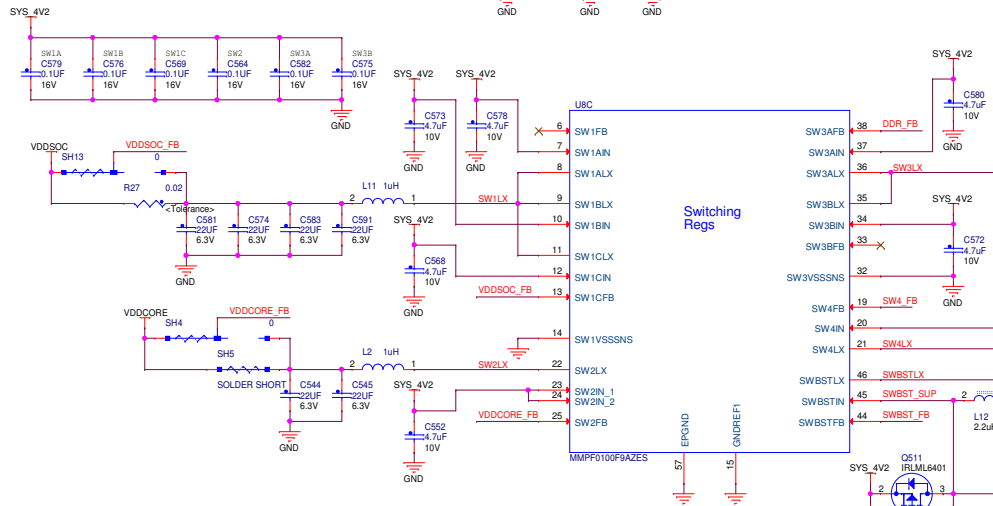 SYS_4V2
GND
GND
GND
SW1A
C579
0.1UF
16V
SW1B
C576
0.1UF
16V
SW1C
C569
0.1UF
16V
SW2
C564
0.1UF
16V
SW3A
C582
0.1UF
16V
SW3B
C575
0.1UF
16V
GND
SYS_4V2
C573
4.7uF
10V
GND
SYS_4V2
C578
4.7uF
10V
GND
SYS_4V2
C580
4.7uF
10V
GND
VDDSOC
SH13
VDDSOC_FB
0
R27
0.02
<Tolerance>
C581
22UF
6.3V
C574
22UF
6.3V
C583
22UF
6.3V
C591
22UF
6.3V
GND
L11 1uH
2
1
SW1LX
SYS_4V2
C568
4.7uF
10V
GND
VDDSOC_FB
VDDCORE
SH4
VDDCORE_FB
0
SH5
SOLDER SHORT
C544
22UF
6.3V
C545
22UF
6.3V
GND
L2 1uH
2
1
SW2LX
SYS_4V2
C552
4.7uF
10V
GND
VDDCORE_FB
U8C
6 SW1FB
7 SW1AIN
8 SW1ALX
9 SW1BLX
10 SW1BIN
11 SW1CLX
12 SW1CIN
13 SW1CFB
14 SW1VSSSNS
22 SW2LX
23 SW2IN_1
24 SW2IN_2
25 SW2FB
Switching
Regs
SW3AFB 38 DDR_FB
SW3AIN 37
SW3ALX 36 SW3LX
SW3BLX 35
SW3BIN 34
SW3BFB 33
SW3VSSSNS 32
SW4FB 19 SW4_FB
SW4IN 20
SW4LX 21 SW4LX
SWBSTLX 46 SWBSTLX
SWBSTIN 45 SWBST_SUP
SWBSTFB 44 SWBST_FB
EPGND
57
GNDREF1
15
MMPF0100F9AZES
SYS_4V2
C572
4.7uF
10V
GND
2
L12
2.2u
Q511
IRLML6401
SYS_4V2
2
3